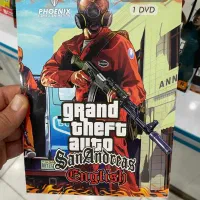 PHOENIX
1 DVD
ANN
grand
theft
auto
San Andreas
English